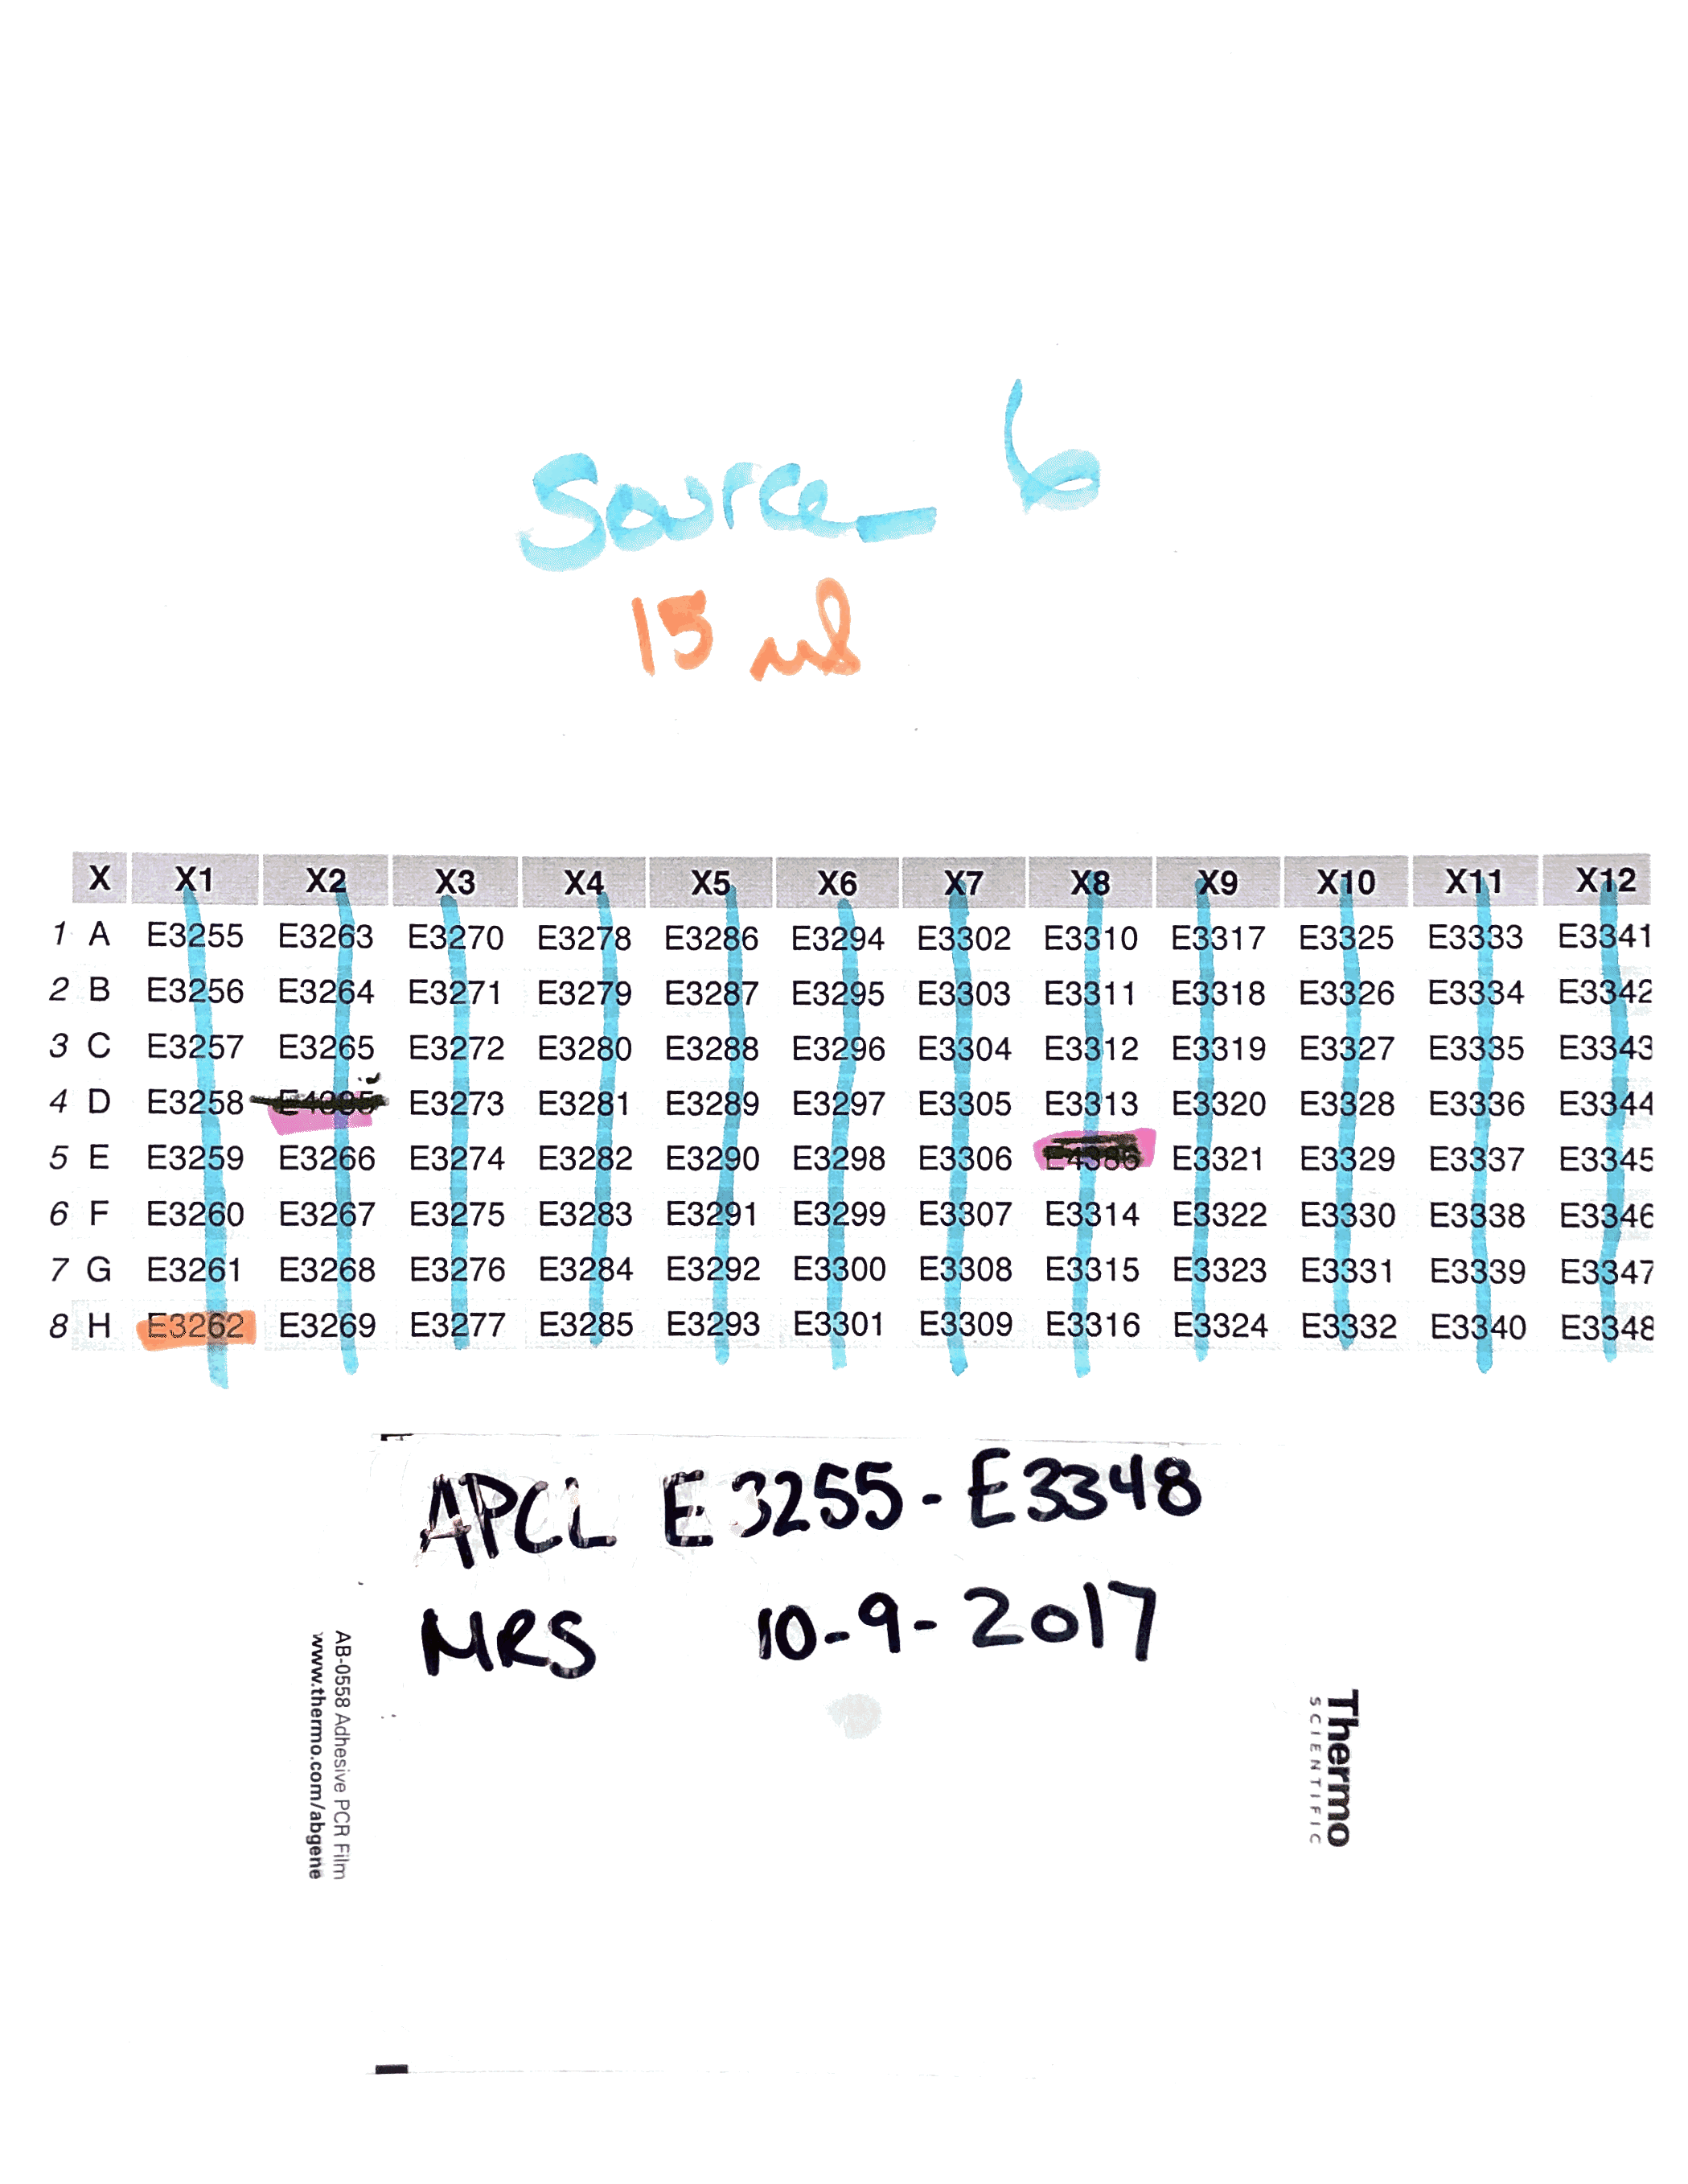 Source_ 6
15 ul
X X1 X2 X3 X4 X5 X6 X7 X8 X9 X10 X11 X12
1 A E3255 E3263 E3270 E3278 E3286 E3294 E3302 E3310 E3317 E3325 E3333 E3341
2 B E3256 E3264 E3271 E3279 E3287 E3295 E3303 E3311 E3318 E3326 E3334 E3342
3 C E3257 E3265 E3272 E3280 E3288 E3296 E3304 E3312 E3319 E3327 E3335 E3343
4 D E3258 E3273 E3281 E3289 E3297 E3305 E3313 E3320 E3328 E3336 E3344
5 E E3259 E3266 E3274 E3282 E3290 E3298 E3306 E3321 E3329 E3337 E3345
6 F E3260 E3267 E3275 E3283 E3291 E3299 E3307 E3314 E3322 E3330 E3338 E3346
7 G E3261 E3268 E3276 E3284 E3292 E3300 E3308 E3315 E3323 E3331 E3339 E3347
8 H E3262 E3269 E3277 E3285 E3293 E3301 E3309 E3316 E3324 E3332 E3340 E3348
APCL E3255 - E3348
MRS 10-9-2017
AB-0558 Adhesive PCR Film
www.thermo.com/abgene
Thermo
SCIENTIFIC